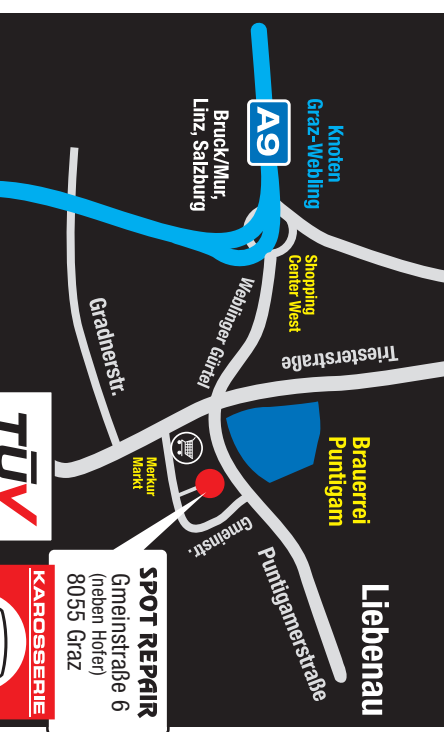 Knoten
Graz-Webling
A9
Bruck/Mur,
Linz, Salzburg
Shopping
Center West
Weblinger Gürtel
Triesterstraße
Gradnerstr.
Brauerrei
Puntigam
Merkur
Markt
Gmeinstr.
Puntigamerstraße
Liebenau
SPOT REPAIR
Gmeinstraße 6
(neben Hofer)
8055 Graz
TÜV
KAROSSERIE